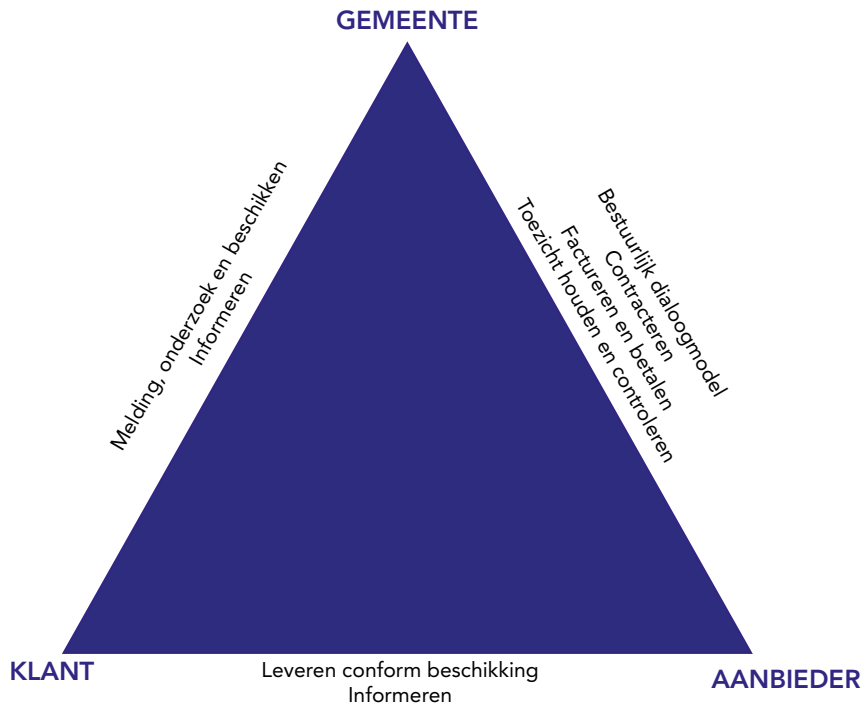 GEMEENTE
Melding, onderzoek en beschikken
Informeren
Bestuurlijk dialoogmodel
Contracteren
Factureren en betalen
Toezicht houden en controleren
KLANT
Leveren conform beschikking
Informeren
AANBIEDER